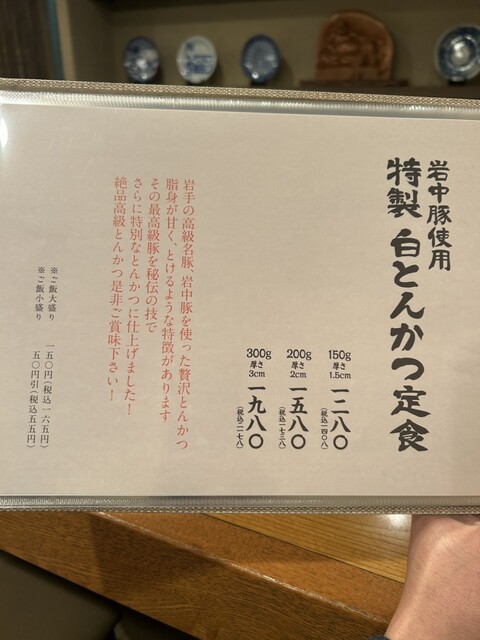 岩中豚使用
特製 白とんかつ定食
150g
厚さ
1.5cm
一二八〇
(税込一四〇八)
200g
厚さ
2cm
一五八〇
(税込一七三八)
300g
厚さ
3cm
一九八〇
(税込二一七八)
岩手の高級名豚、岩中豚を使った贅沢とんかつ
脂身が甘く、とけるような特徴があります
その最高級豚を秘伝の技で
さらに特別なとんかつに仕上げました！
絶品高級とんかつ是非ご賞味下さい！
※ご飯大盛り 一五〇円(税込一六五円)
※ご飯小盛り 五〇円引(税込五五円)